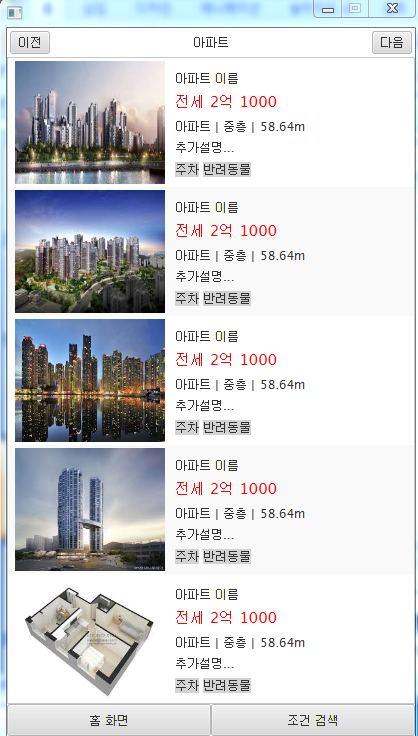 이전 아파트 다음
아파트 이름
전세 2억 1000
아파트 | 중층 | 58.64m
추가설명...
주차 반려동물
아파트 이름
전세 2억 1000
아파트 | 중층 | 58.64m
추가설명...
주차 반려동물
아파트 이름
전세 2억 1000
아파트 | 중층 | 58.64m
추가설명...
주차 반려동물
아파트 이름
전세 2억 1000
아파트 | 중층 | 58.64m
추가설명...
주차 반려동물
아파트 이름
전세 2억 1000
아파트 | 중층 | 58.64m
추가설명...
주차 반려동물
홈 화면 조건 검색